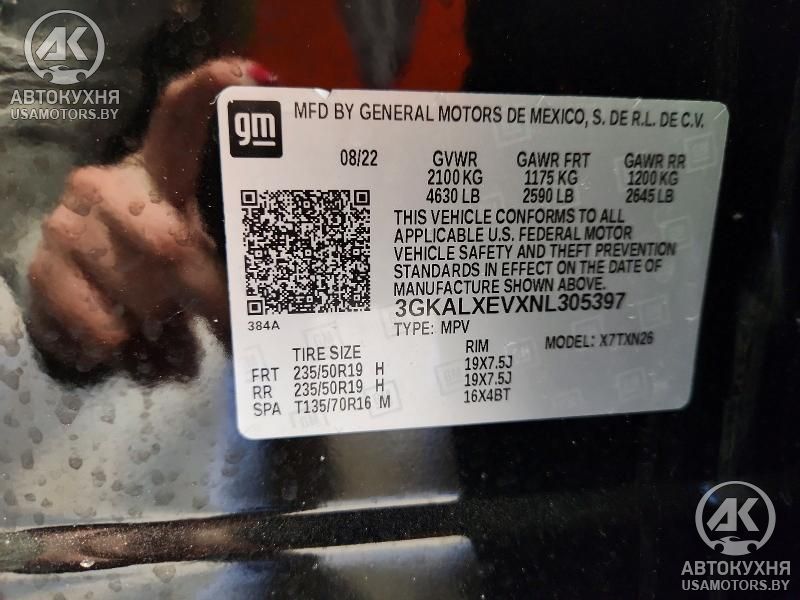 AK
АВТОКУХНЯ
USAMOTORS.BY
gm
MFD BY GENERAL MOTORS DE MEXICO, S. DE R.L. DE C.V.
08/22 GVWR GAWR FRT GAWR RR
2100 KG 1175 KG 1200 KG
4630 LB 2590 LB 2645 LB
THIS VEHICLE CONFORMS TO ALL
APPLICABLE U.S. FEDERAL MOTOR
VEHICLE SAFETY AND THEFT PREVENTION
STANDARDS IN EFFECT ON THE DATE OF
MANUFACTURE SHOWN ABOVE.
3GKALXEVXNL305397
384A
TYPE: MPV MODEL: X7TXN26
TIRE SIZE RIM
FRT 235/50R19 H 19X7.5J
RR 235/50R19 H 19X7.5J
SPA T135/70R16 M 16X4BT
AK
АВТОКУХНЯ
USAMOTORS.BY